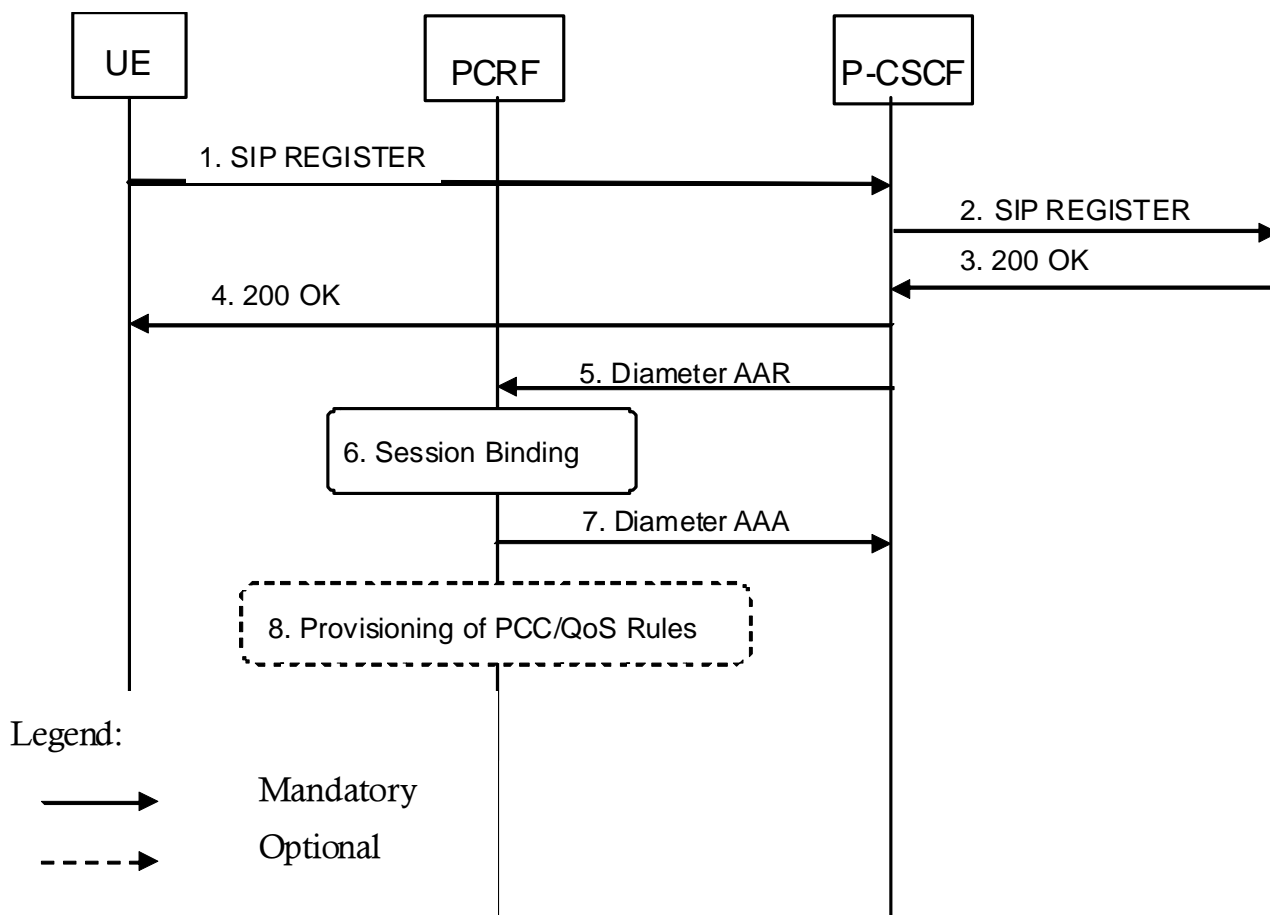 UE
PCRF
P-CSCF
1. SIP REGISTER
2. SIP REGISTER
3. 200 OK
4. 200 OK
5. Diameter AAR
6. Session Binding
7. Diameter AAA
8. Provisioning of PCC/QoS Rules
Legend:
Mandatory
Optional